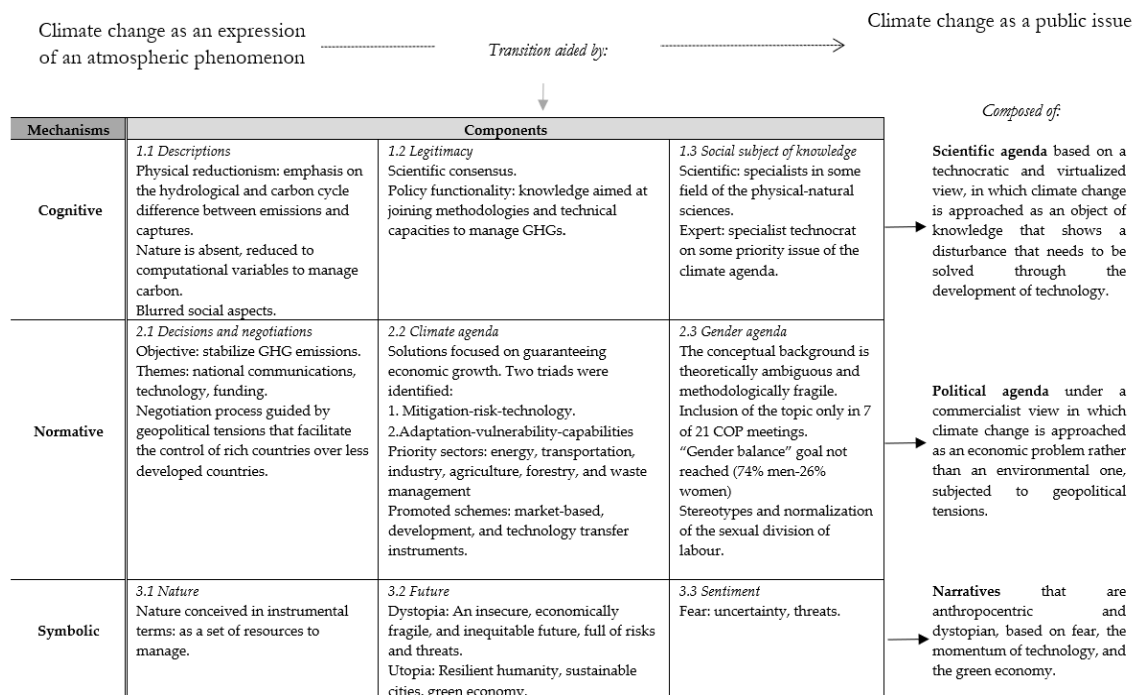 Climate change as an expression
of an atmospheric phenomenon
Transition aided by:
Climate change as a public issue
Composed of:
Mechanisms
Components
Cognitive
1.1 Descriptions
Physical reductionism: emphasis on
the hydrological and carbon cycle
difference between emissions and
captures.
Nature is absent, reduced to
computational variables to manage
carbon.
Blurred social aspects.
1.2 Legitimacy
Scientific consensus.
Policy functionality: knowledge aimed at
joining methodologies and technical
capacities to manage GHGs.
1.3 Social subject of knowledge
Scientific: specialists in some
field of the physical-natural
sciences.
Expert: specialist technocrat
on some priority issue of the
climate agenda.
Scientific agenda based on a
technocratic and virtualized
view, in which climate change
is approached as an object of
knowledge that shows a
disturbance that needs to be
solved through the
development of technology.
Normative
2.1 Decisions and negotiations
Objective: stabilize GHG emissions.
Themes: national communications,
technology, funding.
Negotiation process guided by
geopolitical tensions that facilitate
the control of rich countries over less
developed countries.
2.2 Climate agenda
Solutions focused on guaranteeing
economic growth. Two triads were
identified:
1. Mitigation-risk-technology.
2.Adaptation-vulnerability-capabilities
Priority sectors: energy, transportation,
industry, agriculture, forestry, and waste
management
Promoted schemes: market-based,
development, and technology transfer
instruments.
2.3 Gender agenda
The conceptual background is
theoretically ambiguous and
methodologically fragile.
Inclusion of the topic only in 7
of 21 COP meetings.
“Gender balance” goal not
reached (74% men-26%
women)
Stereotypes and normalization
of the sexual division of
labour.
Political agenda under a
commercialist view in which
climate change is approached
as an economic problem rather
than an environmental one,
subjected to geopolitical
tensions.
Symbolic
3.1 Nature
Nature conceived in instrumental
terms: as a set of resources to
manage.
3.2 Future
Dystopia: An insecure, economically
fragile, and inequitable future, full of risks
and threats.
Utopia: Resilient humanity, sustainable
cities, green economy.
3.3 Sentiment
Fear: uncertainty, threats.
Narratives that are
anthropocentric and
dystopian, based on fear, the
momentum of technology, and
the green economy.